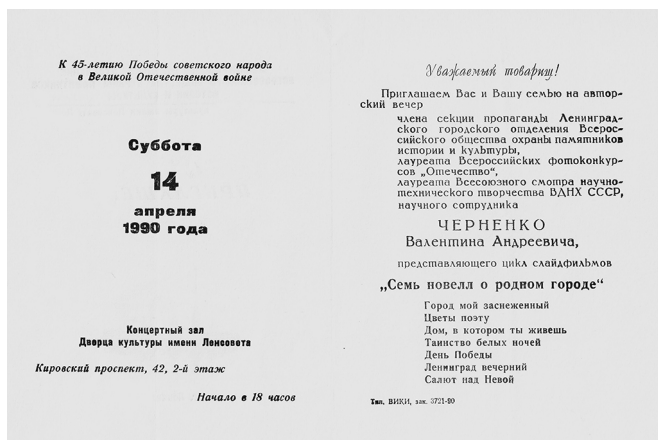 К 45-летию Победы советского народа
в Великой Отечественной войне
Суббота
14
апреля
1990 года
Концертный зал
Дворца культуры имени Ленсовета
Кировский проспект, 42, 2-й этаж
Начало в 18 часов
Уважаемый товарищ!
Приглашаем Вас и Вашу семью на автор-
ский вечер
члена секции пропаганды Ленинград-
ского городского отделения Всерос-
сийского общества охраны памятников
истории и культуры,
лауреата Всероссийских фотоконкур-
сов „Отечество“,
лауреата Всесоюзного смотра научно-
технического творчества ВДНХ СССР,
научного сотрудника
ЧЕРНЕНКО
Валентина Андреевича,
представляющего цикл слайдфильмов
„Семь новелл о родном городе“
Город мой заснеженный
Цветы поэту
Дом, в котором ты живешь
Таинство белых ночей
День Победы
Ленинград вечерний
Салют над Невой
Тип. ВИКИ, зак. 3721-90